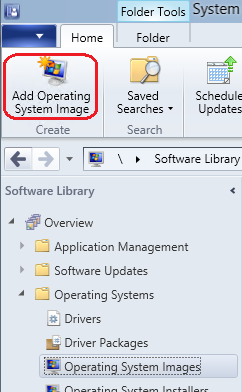 Folder Tools
System
Home
Folder
Add Operating
System Image
Saved
Searches
Schedule
Updates
Create
Search
\
Software Library
Software Library
Overview
Application Management
Software Updates
Operating Systems
Drivers
Driver Packages
Operating System Images
Operating System Installers